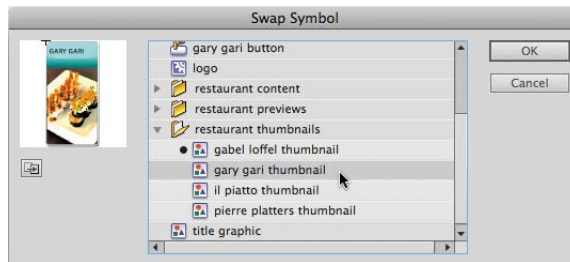 Swap Symbol
GARY GARI
gary gari button
logo
restaurant content
restaurant previews
restaurant thumbnails
gabel loffel thumbnail
gary gari thumbnail
il piatto thumbnail
pierre platters thumbnail
title graphic
OK
Cancel